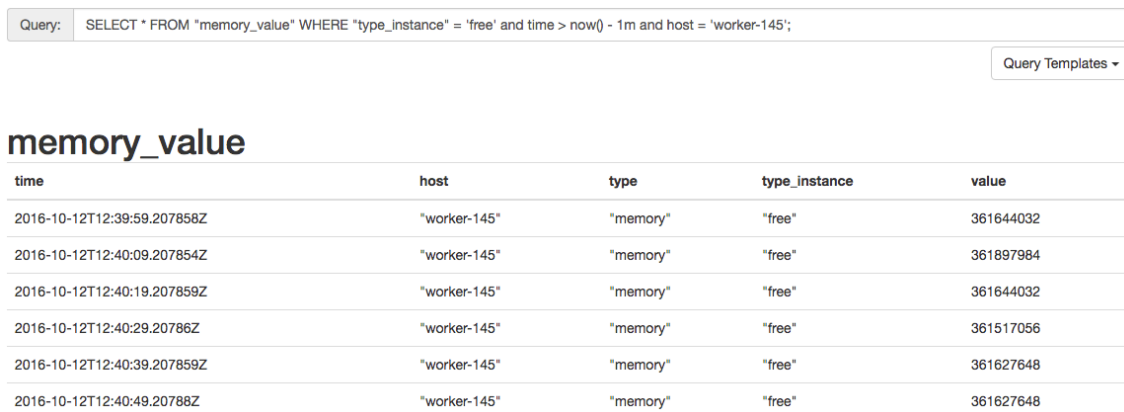 Query: SELECT * FROM "memory_value" WHERE "type_instance" = 'free' and time > now() - 1m and host = 'worker-145';
Query Templates
memory_value
time host type type_instance value
2016-10-12T12:39:59.207858Z "worker-145" "memory" "free" 361644032
2016-10-12T12:40:09.207854Z "worker-145" "memory" "free" 361897984
2016-10-12T12:40:19.207859Z "worker-145" "memory" "free" 361644032
2016-10-12T12:40:29.20786Z "worker-145" "memory" "free" 361517056
2016-10-12T12:40:39.207859Z "worker-145" "memory" "free" 361627648
2016-10-12T12:40:49.20788Z "worker-145" "memory" "free" 361627648